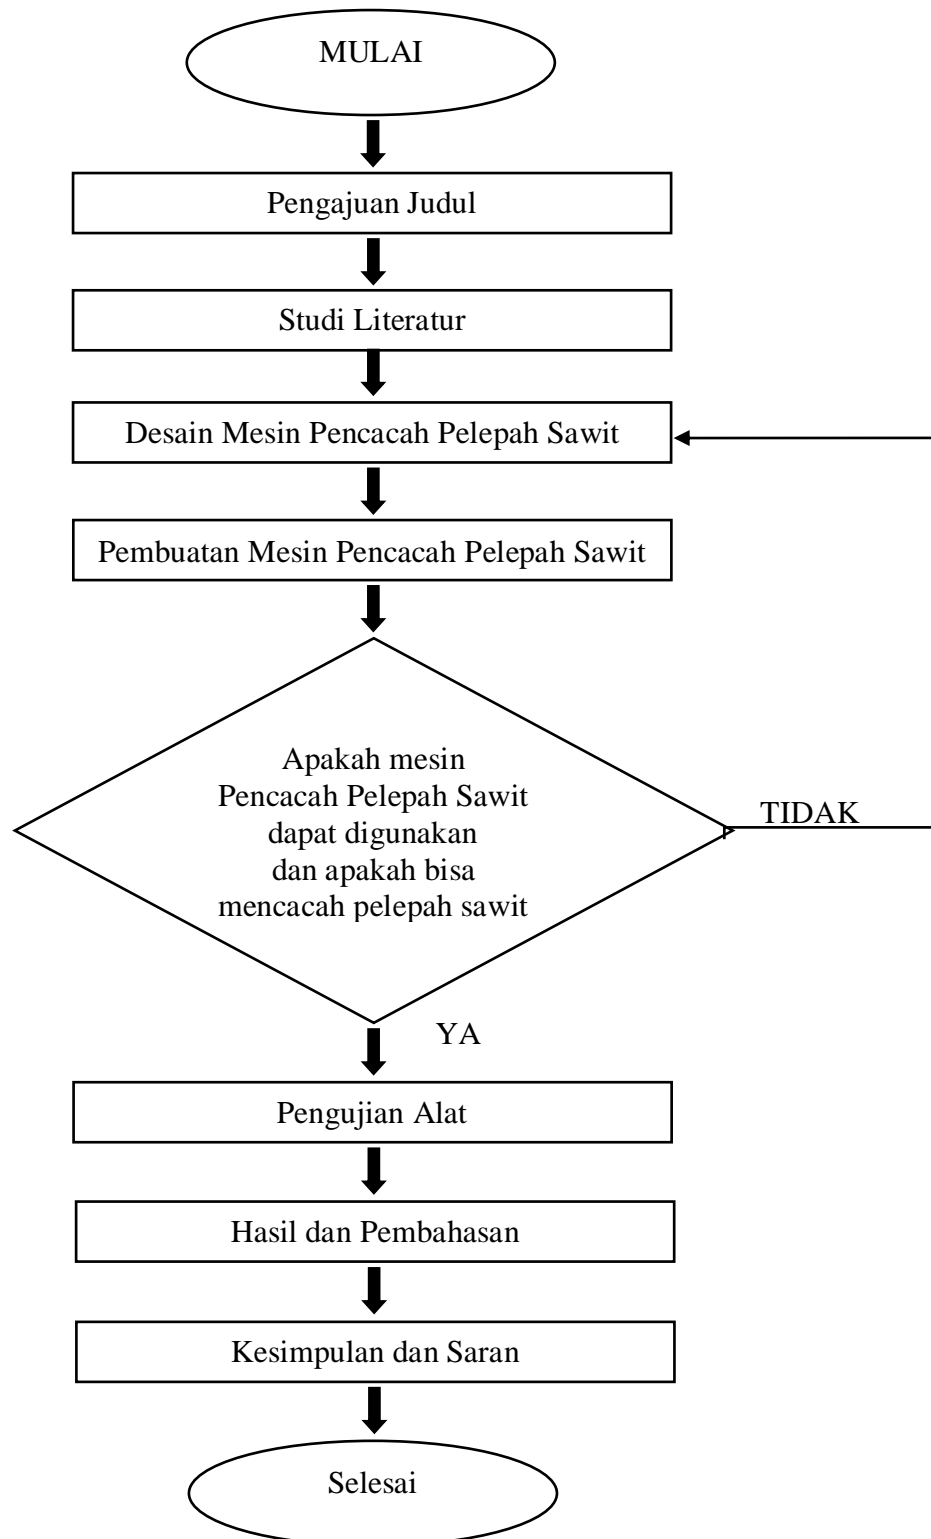 MULAI
Pengajuan Judul
Studi Literatur
Desain Mesin Pencacah Pelepah Sawit
Pembuatan Mesin Pencacah Pelepah Sawit
Apakah mesin
Pencacah Pelepah Sawit
dapat digunakan
dan apakah bisa
mencacah pelepah sawit
TIDAK
YA
Pengujian Alat
Hasil dan Pembahasan
Kesimpulan dan Saran
Selesai